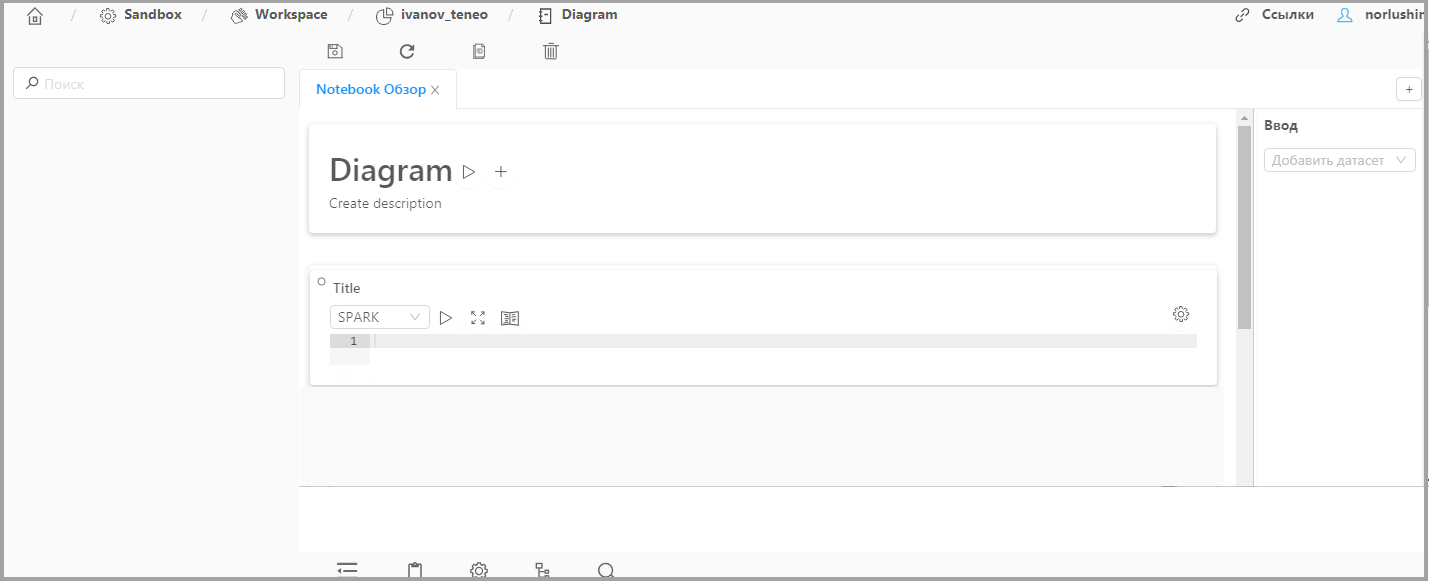 / Sandbox / Workspace / ivanov_teneo / Diagram Ссылки norlushin
Поиск
Notebook Обзор X
+
Ввод
Добавить датасет
Diagram
Create description
Title
SPARK
1